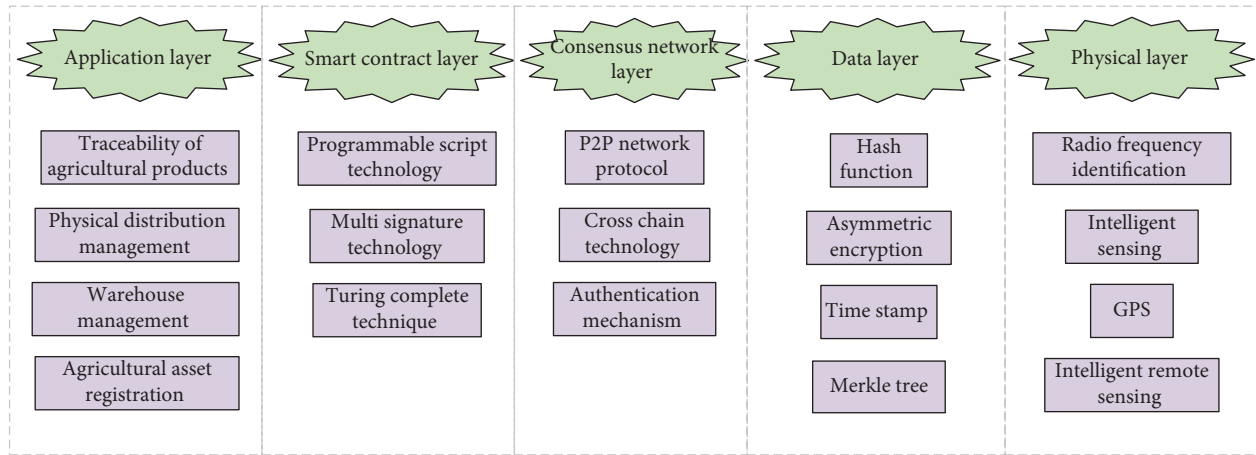 Application layer
Traceability of
agricultural products
Physical distribution
management
Warehouse
management
Agricultural asset
registration
Smart contract layer
Programmable script
technology
Multi signature
technology
Turing complete
technique
Consensus network
layer
P2P network
protocol
Cross chain
technology
Authentication
mechanism
Data layer
Hash
function
Asymmetric
encryption
Time stamp
Merkle tree
Physical layer
Radio frequency
identification
Intelligent
sensing
GPS
Intelligent remote
sensing